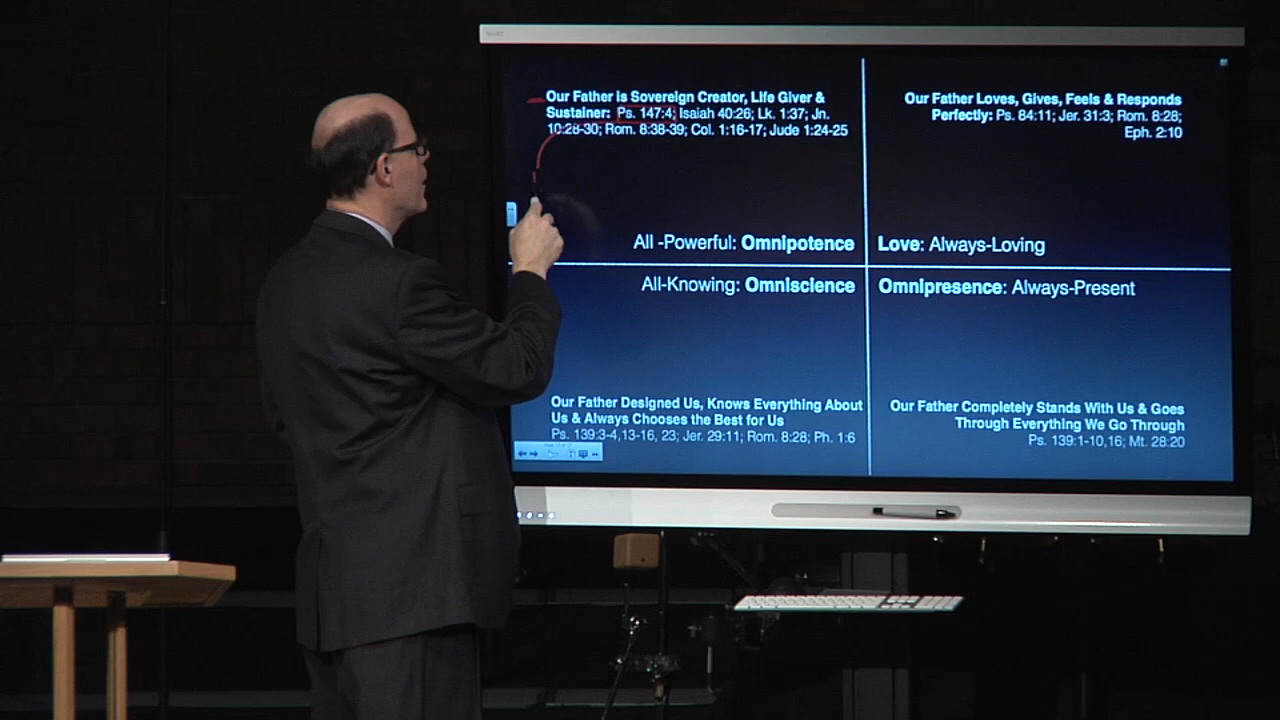 Our Father is Sovereign Creator, Life Giver &
Sustainer: Ps. 147:4; Isaiah 40:26; Lk. 1:37; Jn.
10:28-30; Rom. 8:38-39; Col. 1:16-17; Jude 1:24-25
All -Powerful: Omnipotence
Our Father Loves, Gives, Feels & Responds
Perfectly: Ps. 84:11; Jer. 31:3; Rom. 8:28;
Eph. 2:10
Love: Always-Loving
All-Knowing: Omniscience
Our Father Designed Us, Knows Everything About
Us & Always Chooses the Best for Us
Ps. 139:3-4,13-16, 23; Jer. 29:11; Rom. 8:28; Ph. 1:6
Omnipresence: Always-Present
Our Father Completely Stands With Us & Goes
Through Everything We Go Through
Ps. 139:1-10,16; Mt. 28:20